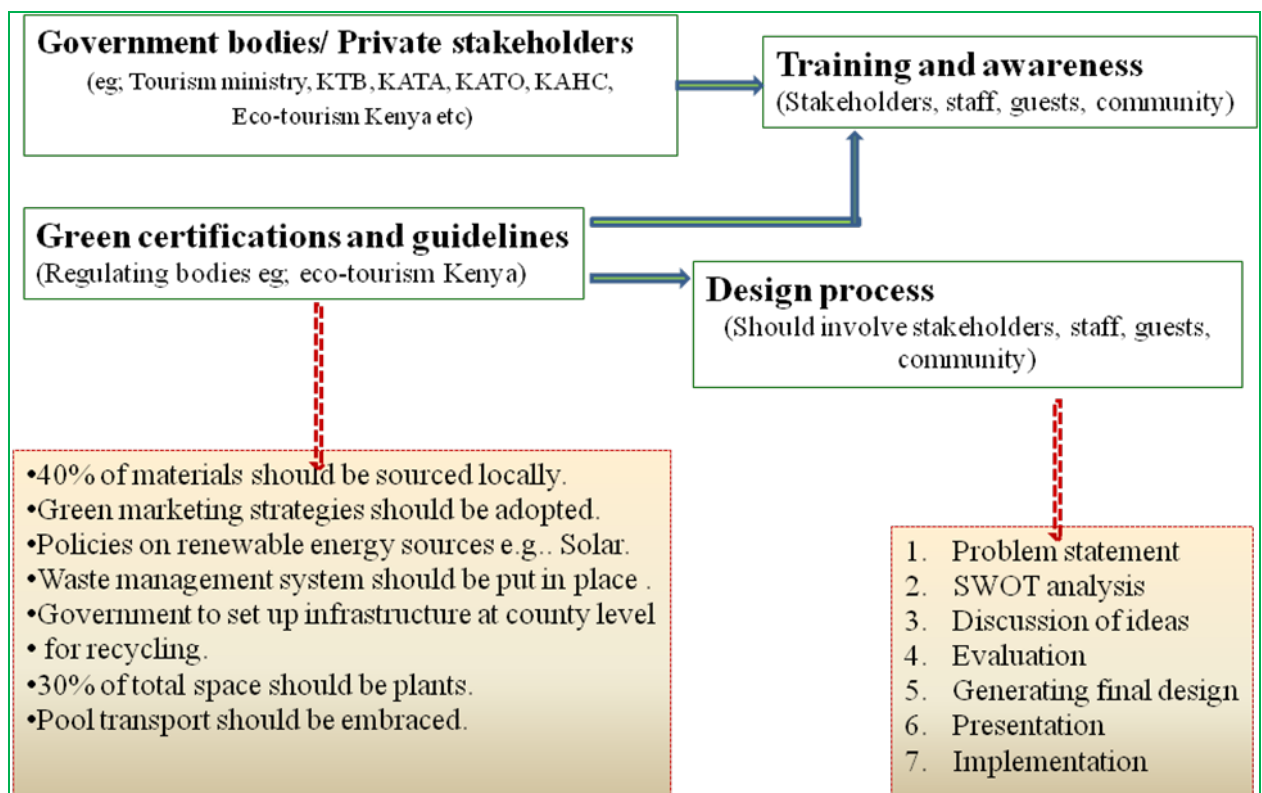 Government bodies/ Private stakeholders
(eg; Tourism ministry, KTB, KATA, KATO, KAHC,
Eco-tourism Kenya etc)
Training and awareness
(Stakeholders, staff, guests, community)
Green certifications and guidelines
(Regulating bodies eg; eco-tourism Kenya)
Design process
(Should involve stakeholders, staff, guests,
community)
•40% of materials should be sourced locally.
•Green marketing strategies should be adopted.
•Policies on renewable energy sources e.g.. Solar.
•Waste management system should be put in place .
•Government to set up infrastructure at county level
• for recycling.
•30% of total space should be plants.
•Pool transport should be embraced.
1. Problem statement
2. SWOT analysis
3. Discussion of ideas
4. Evaluation
5. Generating final design
6. Presentation
7. Implementation